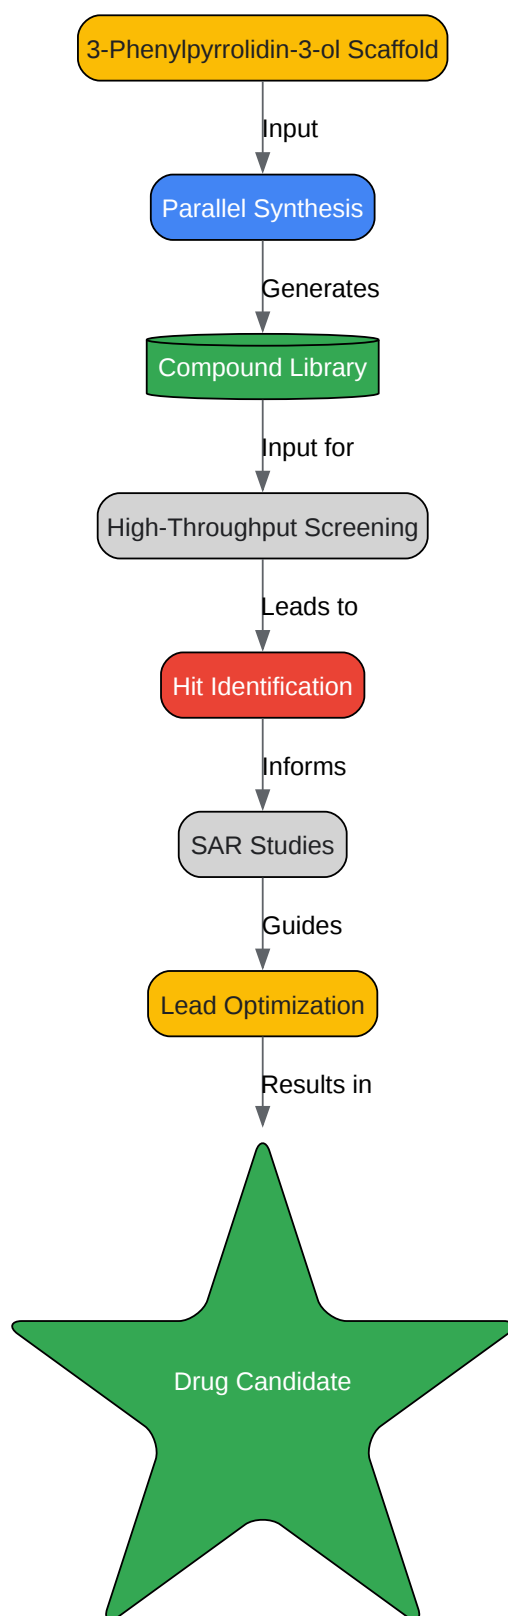 3-Phenylpyrrolidin-3-ol Scaffold
Input
Parallel Synthesis
Generates
Compound Library
Input for
High-Throughput Screening
Leads to
Hit Identification
Informs
SAR Studies
Guides
Lead Optimization
Results in
Drug Candidate